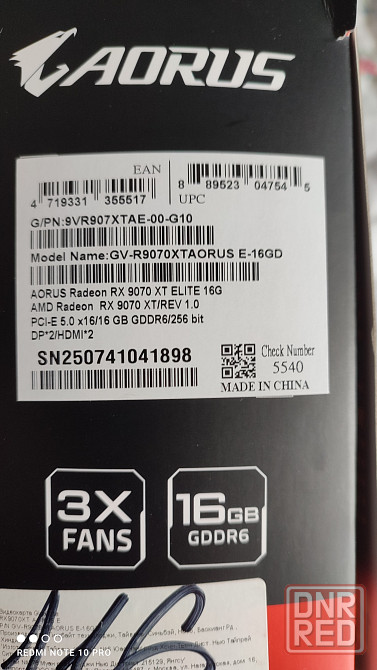 AORUS
EAN
4 719331 355517
8 89523 04754 5
UPC
G/PN:9VR907XTAE-00-G10
Model Name:GV-R9070XTAORUS E-16GD
AORUS Radeon RX 9070 XT ELITE 16G
AMD Radeon RX 9070 XT/REV 1.0
PCI-E 5.0 x16/16 GB GDDR6/256 bit
DP*2/HDMI*2
SN250741041898
Check Number
5540
MADE IN CHINA
3X
FANS
16GB
GDDR6
Видеокарта
REDMI NOTE 10 PRO
DNR
RED